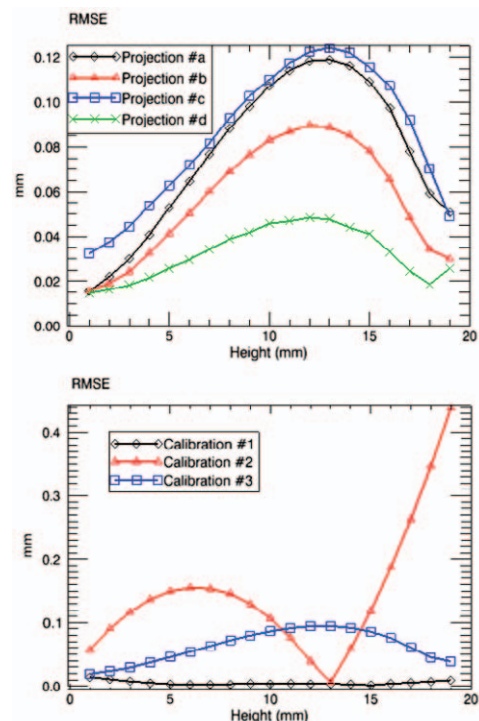 RMSE
0.12
Projection #a
Projection #b
0.10
Projection #c
Projection #d
0.08
mm
0.06
0.04
0.02
0.00
0 5 10 15 20
Height (mm)
RMSE
0.4
Calibration #1
Calibration #2
Calibration #3
0.3
mm
0.2
0.1
0.0
0 5 10 15 20
Height (mm)